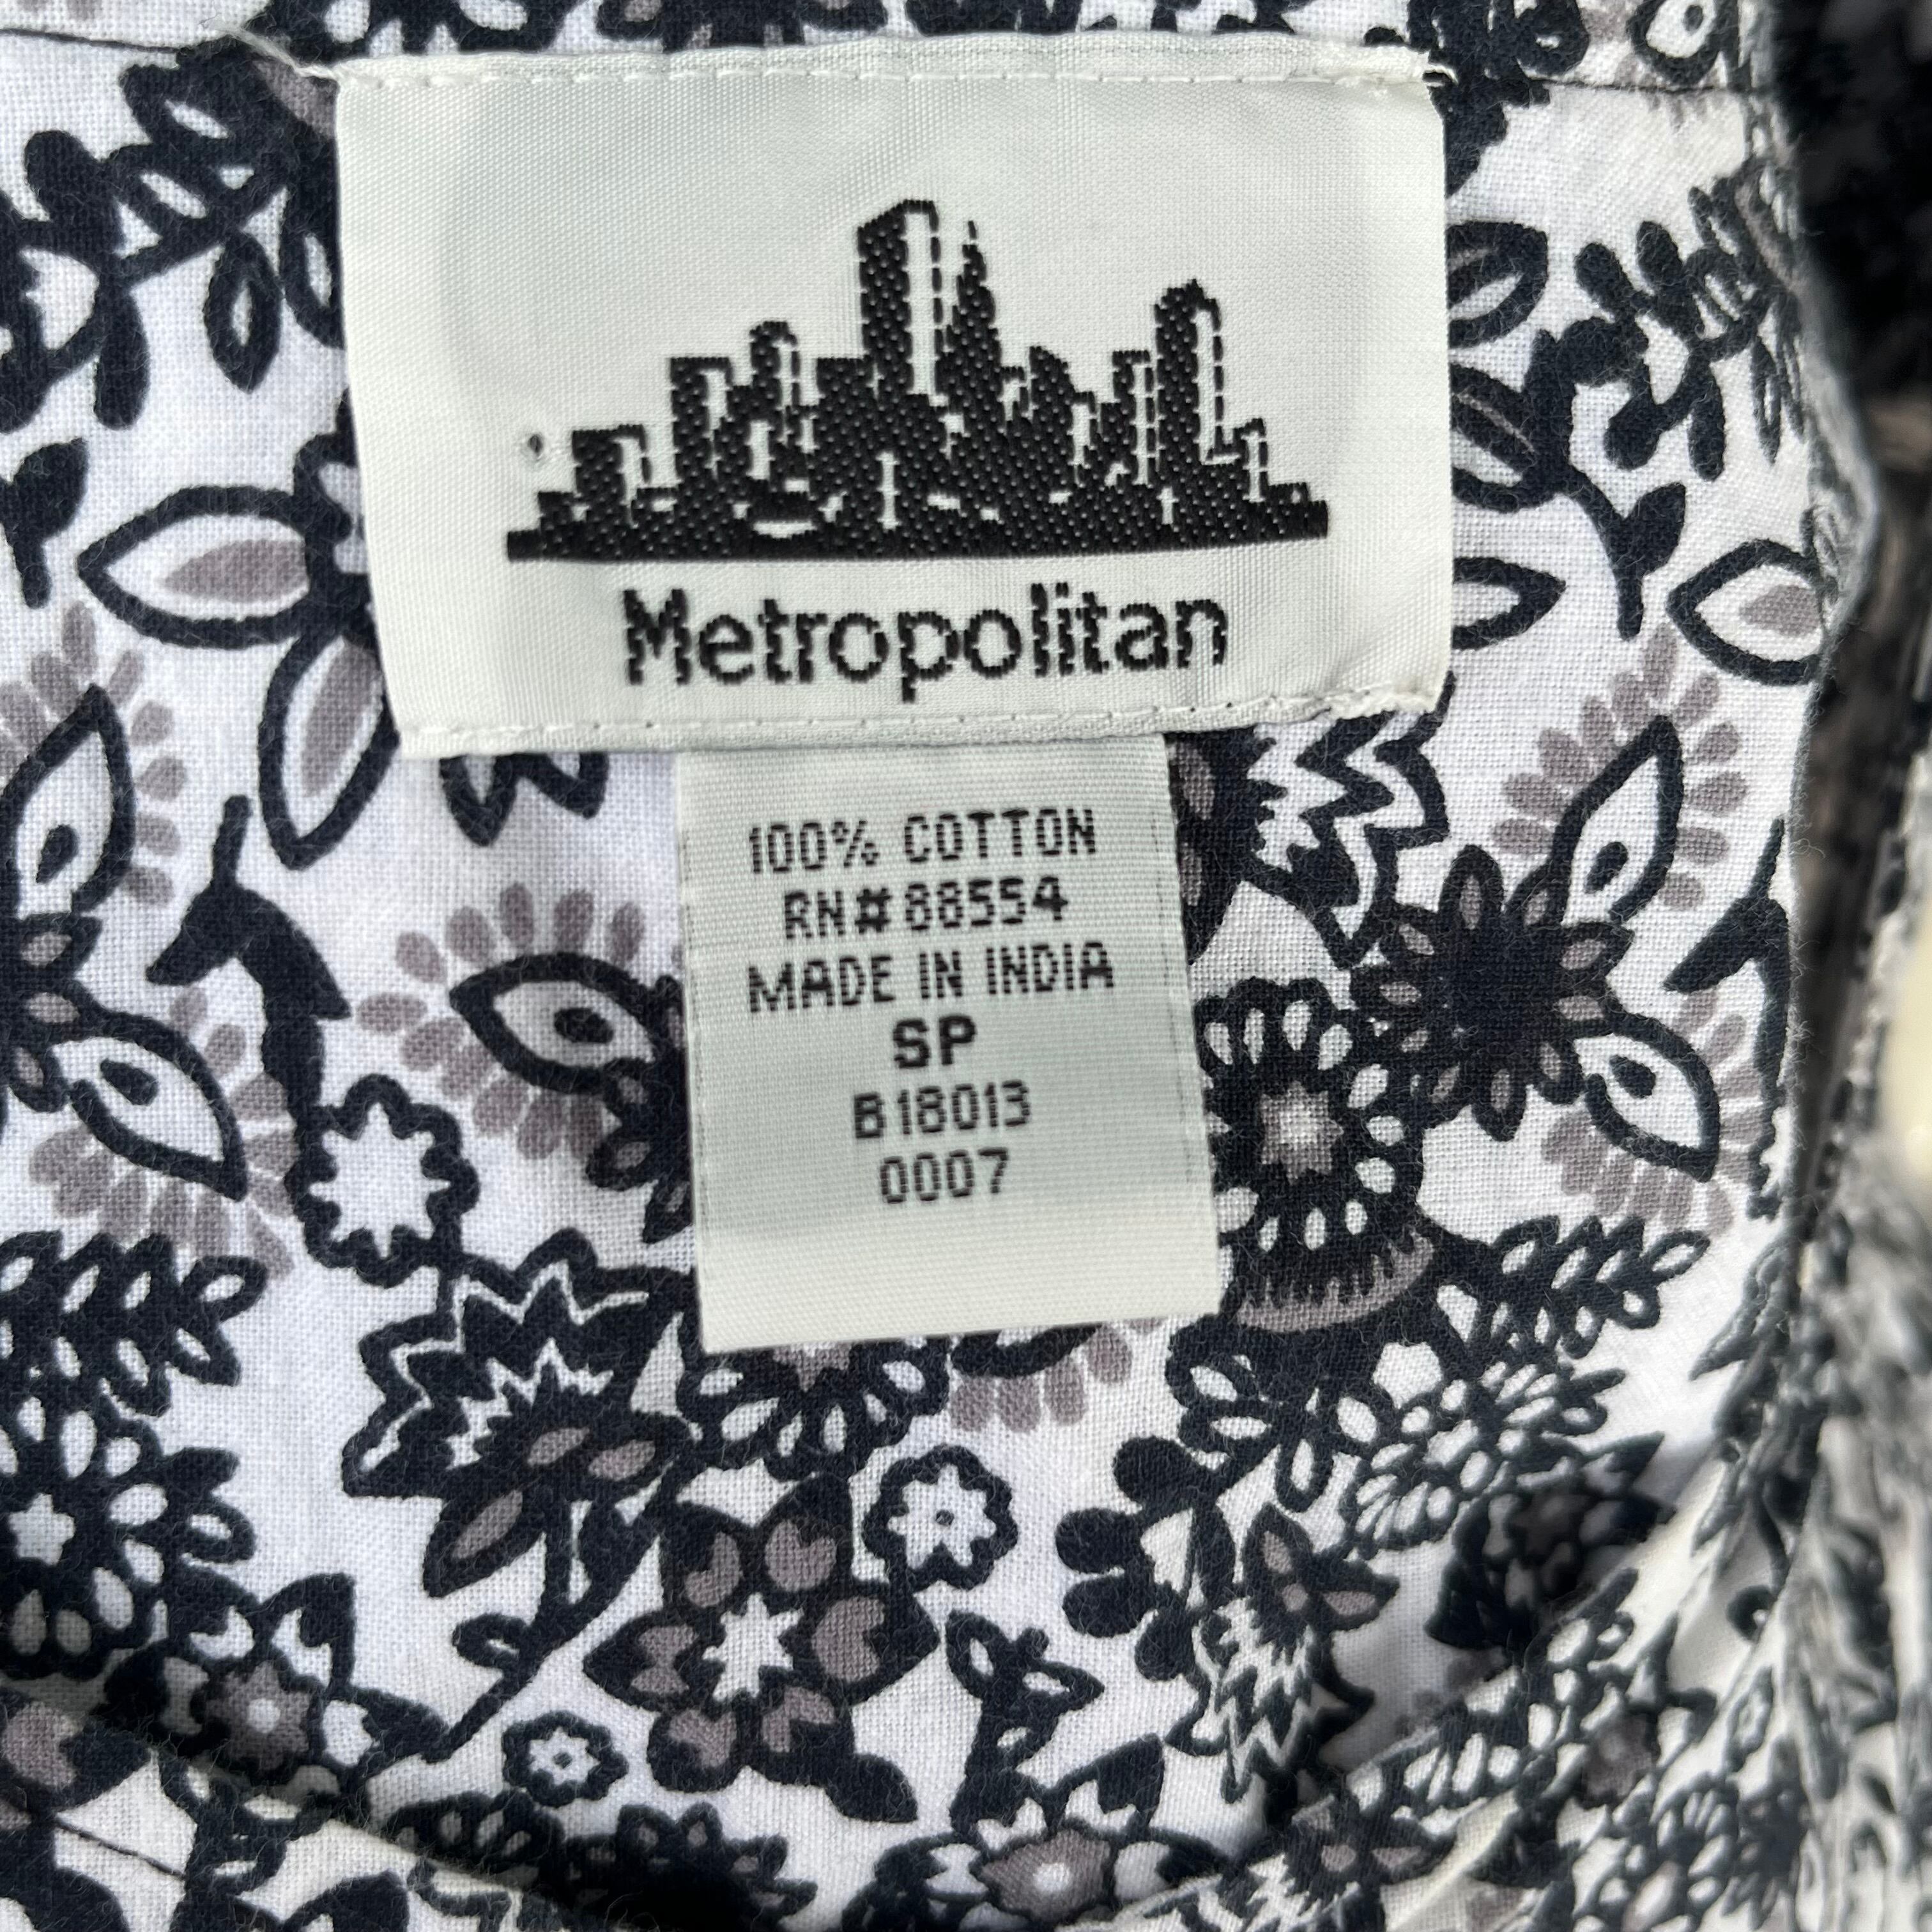 Metropolitan
100% COTTON
RN#88554
MADE IN INDIA
SP
B18013
0007